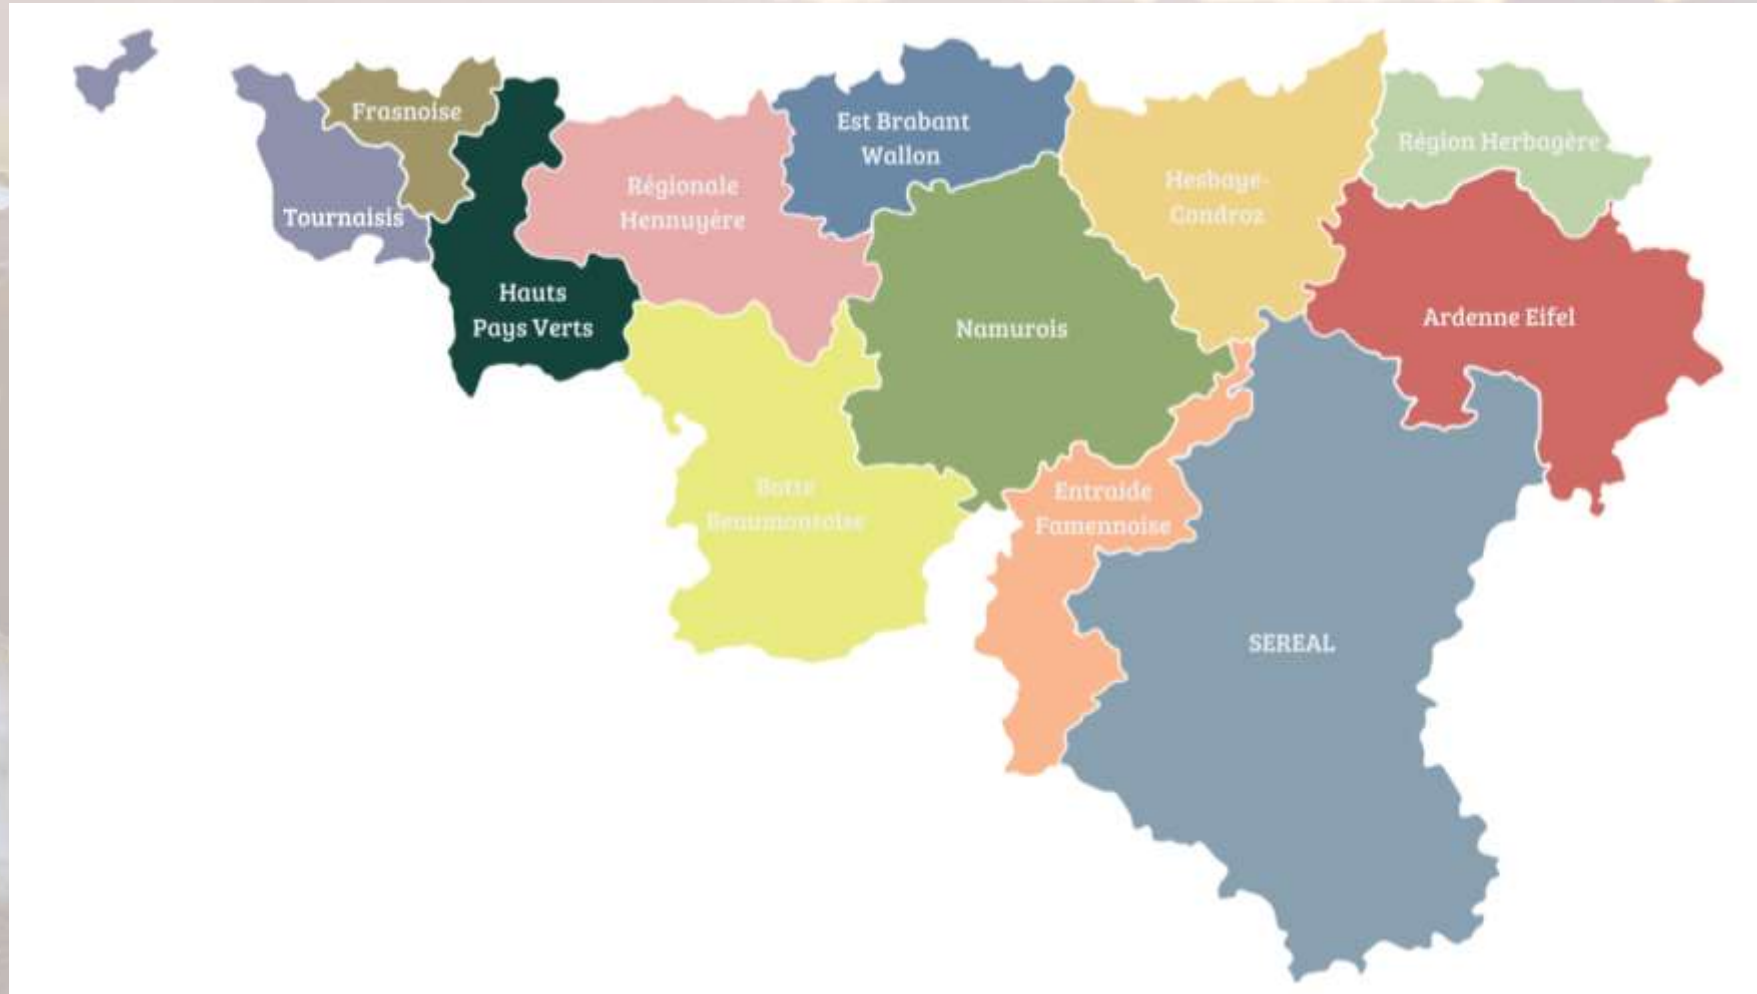 Frasnoise
Tournaisis
Hauts
Pays Verts
Régionale
Hennuyère
Est Brabant
Wallon
Namurois
Hesbaye-
Condroz
Région Herbagère
Ardenne Eifel
Botte
Beaumontoise
Entraide
Famennoise
SEREAL